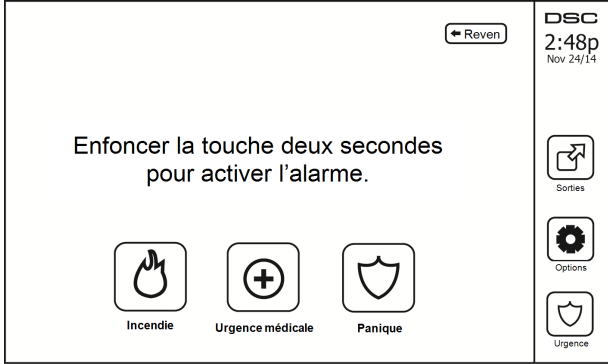 DSC
2:48p
Nov 24/14
Reven
Enfoncer la touche deux secondes
pour activer l'alarme.
Incendie
Urgence médicale
Panique
Sorties
Options
Urgence